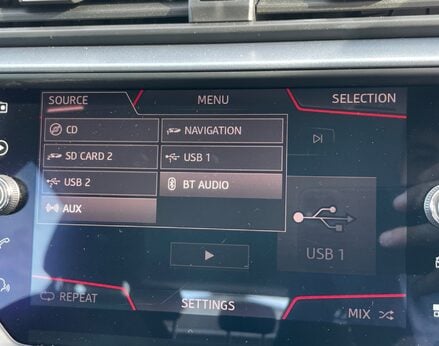 SOURCE MENU SELECTION
CD NAVIGATION
SD CARD 2 USB 1
USB 2 BT AUDIO
AUX
USB 1
REPEAT SETTINGS MIX